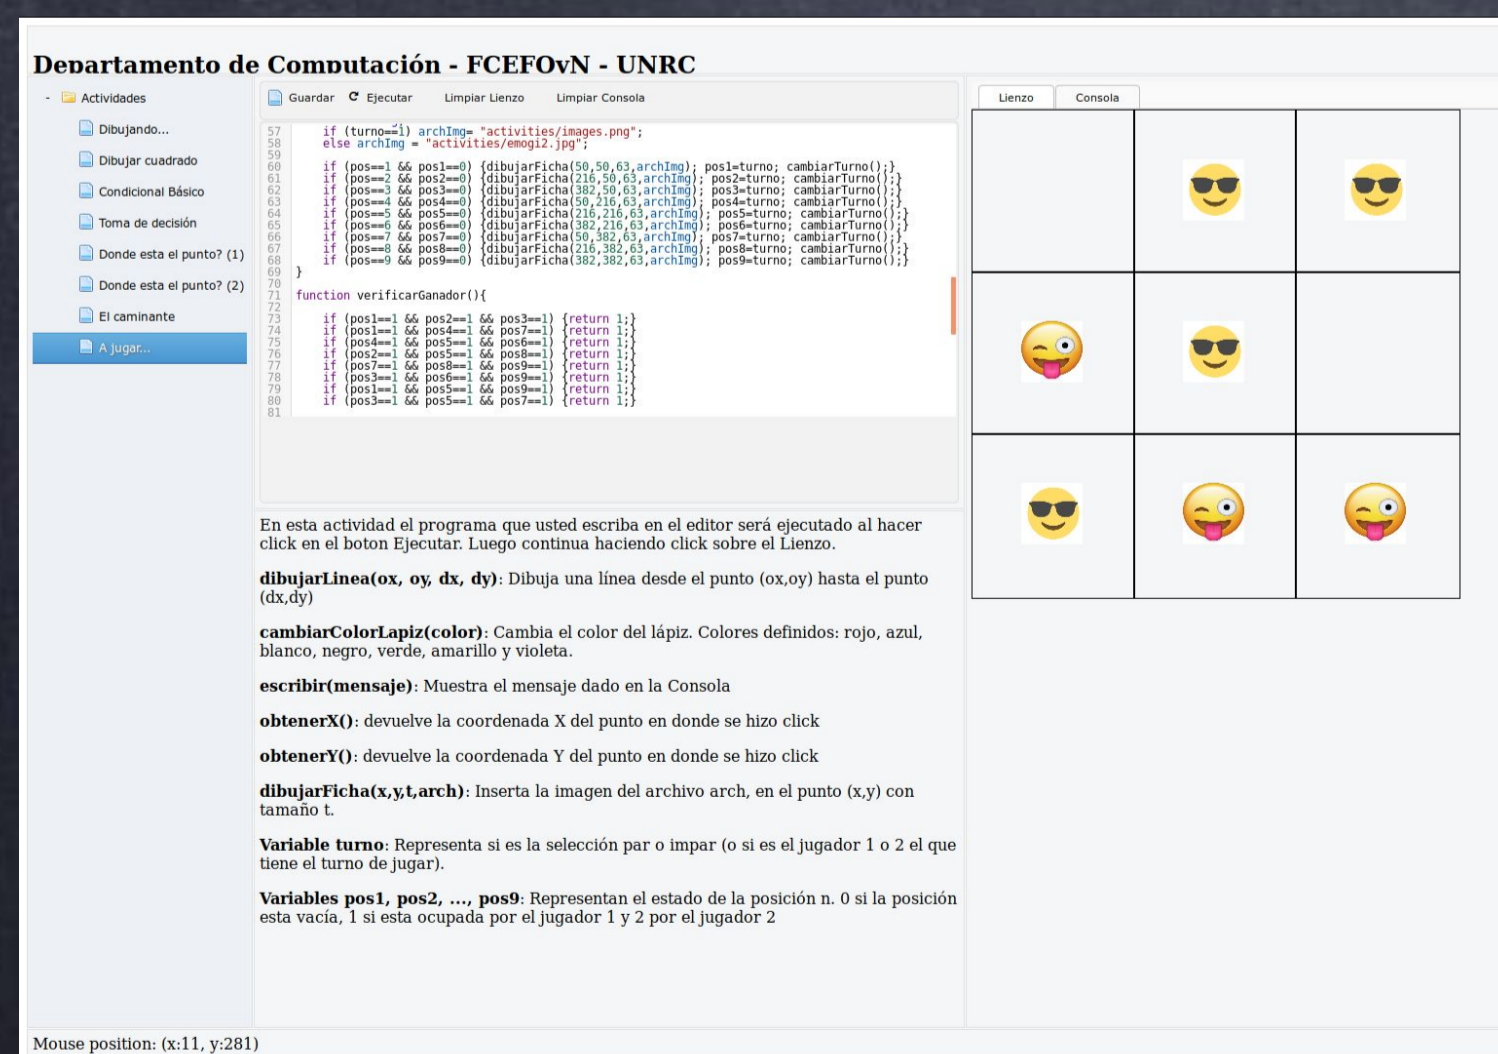 Departamento de Computación - FCEFQyN - UNRC
- Actividades
Dibujando...
Dibujar cuadrado
Condicional Básico
Toma de decisión
Donde esta el punto? (1)
Donde esta el punto? (2)
El caminante
A jugar...
Guardar Ejecutar Limpiar Lienzo Limpiar Consola
57 if (turno==1) archImg= "activities/images.png";
58 else archImg = "activities/emogi2.jpg";
59
60 if (pos==1 && pos1==0) {dibujarFicha(50,50,63,archImg); pos1=turno; cambiarTurno();}
61 if (pos==2 && pos2==0) {dibujarFicha(216,50,63,archImg); pos2=turno; cambiarTurno();}
62 if (pos==3 && pos3==0) {dibujarFicha(382,50,63,archImg); pos3=turno; cambiarTurno();}
63 if (pos==4 && pos4==0) {dibujarFicha(50,216,63,archImg); pos4=turno; cambiarTurno();}
64 if (pos==5 && pos5==0) {dibujarFicha(216,216,63,archImg); pos5=turno; cambiarTurno();}
65 if (pos==6 && pos6==0) {dibujarFicha(382,216,63,archImg); pos6=turno; cambiarTurno();}
66 if (pos==7 && pos7==0) {dibujarFicha(50,382,63,archImg); pos7=turno; cambiarTurno();}
67 if (pos==8 && pos8==0) {dibujarFicha(216,382,63,archImg); pos8=turno; cambiarTurno();}
68 if (pos==9 && pos9==0) {dibujarFicha(382,382,63,archImg); pos9=turno; cambiarTurno();}
69 }
70
71 function verificarGanador(){
72
73 if (pos1==1 && pos2==1 && pos3==1) {return 1;}
74 if (pos1==1 && pos4==1 && pos7==1) {return 1;}
75 if (pos4==1 && pos5==1 && pos6==1) {return 1;}
76 if (pos2==1 && pos5==1 && pos8==1) {return 1;}
77 if (pos7==1 && pos8==1 && pos9==1) {return 1;}
78 if (pos3==1 && pos6==1 && pos9==1) {return 1;}
79 if (pos1==1 && pos5==1 && pos9==1) {return 1;}
80 if (pos3==1 && pos5==1 && pos7==1) {return 1;}
81
En esta actividad el programa que usted escriba en el editor será ejecutado al hacer
click en el boton Ejecutar. Luego continua haciendo click sobre el Lienzo.
dibujarLinea(ox, oy, dx, dy): Dibuja una línea desde el punto (ox,oy) hasta el punto
(dx,dy)
cambiarColorLapiz(color): Cambia el color del lápiz. Colores definidos: rojo, azul,
blanco, negro, verde, amarillo y violeta.
escribir(mensaje): Muestra el mensaje dado en la Consola
obtenerX(): devuelve la coordenada X del punto en donde se hizo click
obtenerY(): devuelve la coordenada Y del punto en donde se hizo click
dibujarFicha(x,y,t,arch): Inserta la imagen del archivo arch, en el punto (x,y) con
tamaño t.
Variable turno: Representa si es la selección par o impar (o si es el jugador 1 o 2 el que
tiene el turno de jugar).
Variables pos1, pos2, ..., pos9: Representan el estado de la posición n. 0 si la posición
esta vacía, 1 si esta ocupada por el jugador 1 y 2 por el jugador 2
Lienzo Consola
Mouse position: (x:11, y:281)